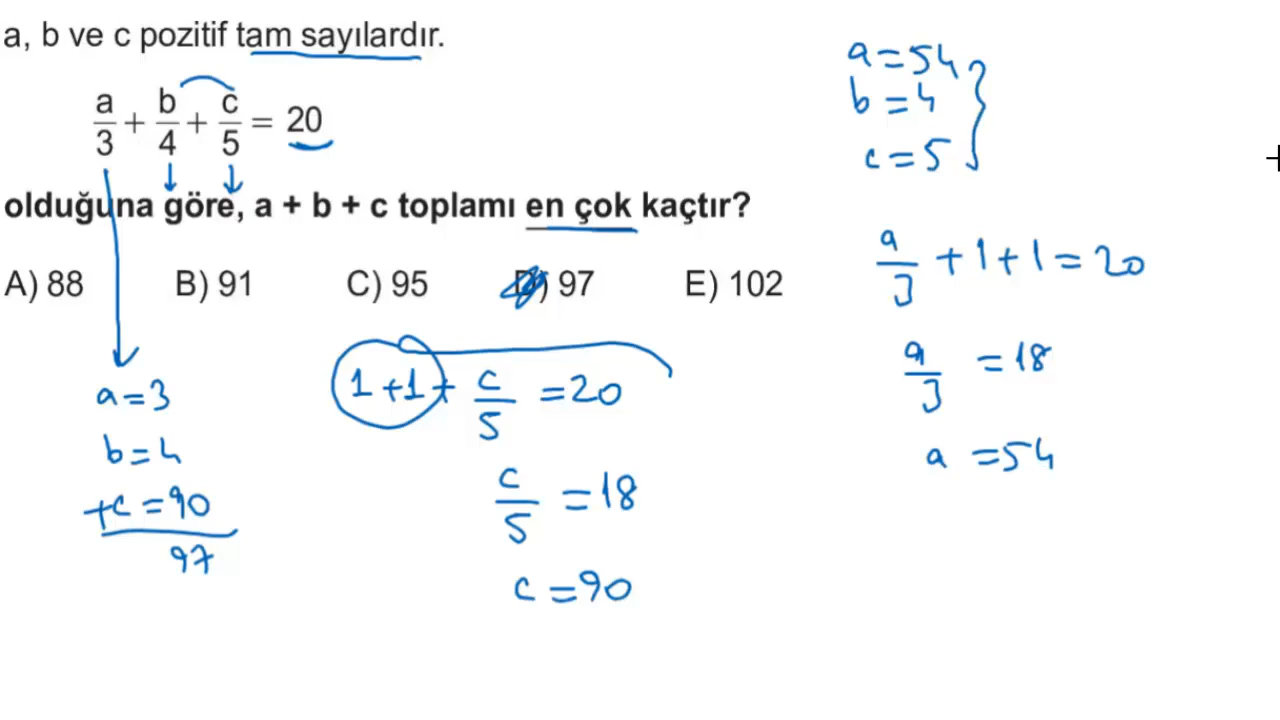 a, b ve c pozitif tam sayılardır.
a/3 + b/4 + c/5 = 20
olduğuna göre, a + b + c toplamı en çok kaçtır?
A) 88 B) 91 C) 95 D) 97 E) 102
a = 3
b = 4
+c = 90
97
1 + 1 + c/5 = 20
c/5 = 18
c = 90
a = 54
b = 4
c = 5
a/3 + 1 + 1 = 20
a/3 = 18
a = 54